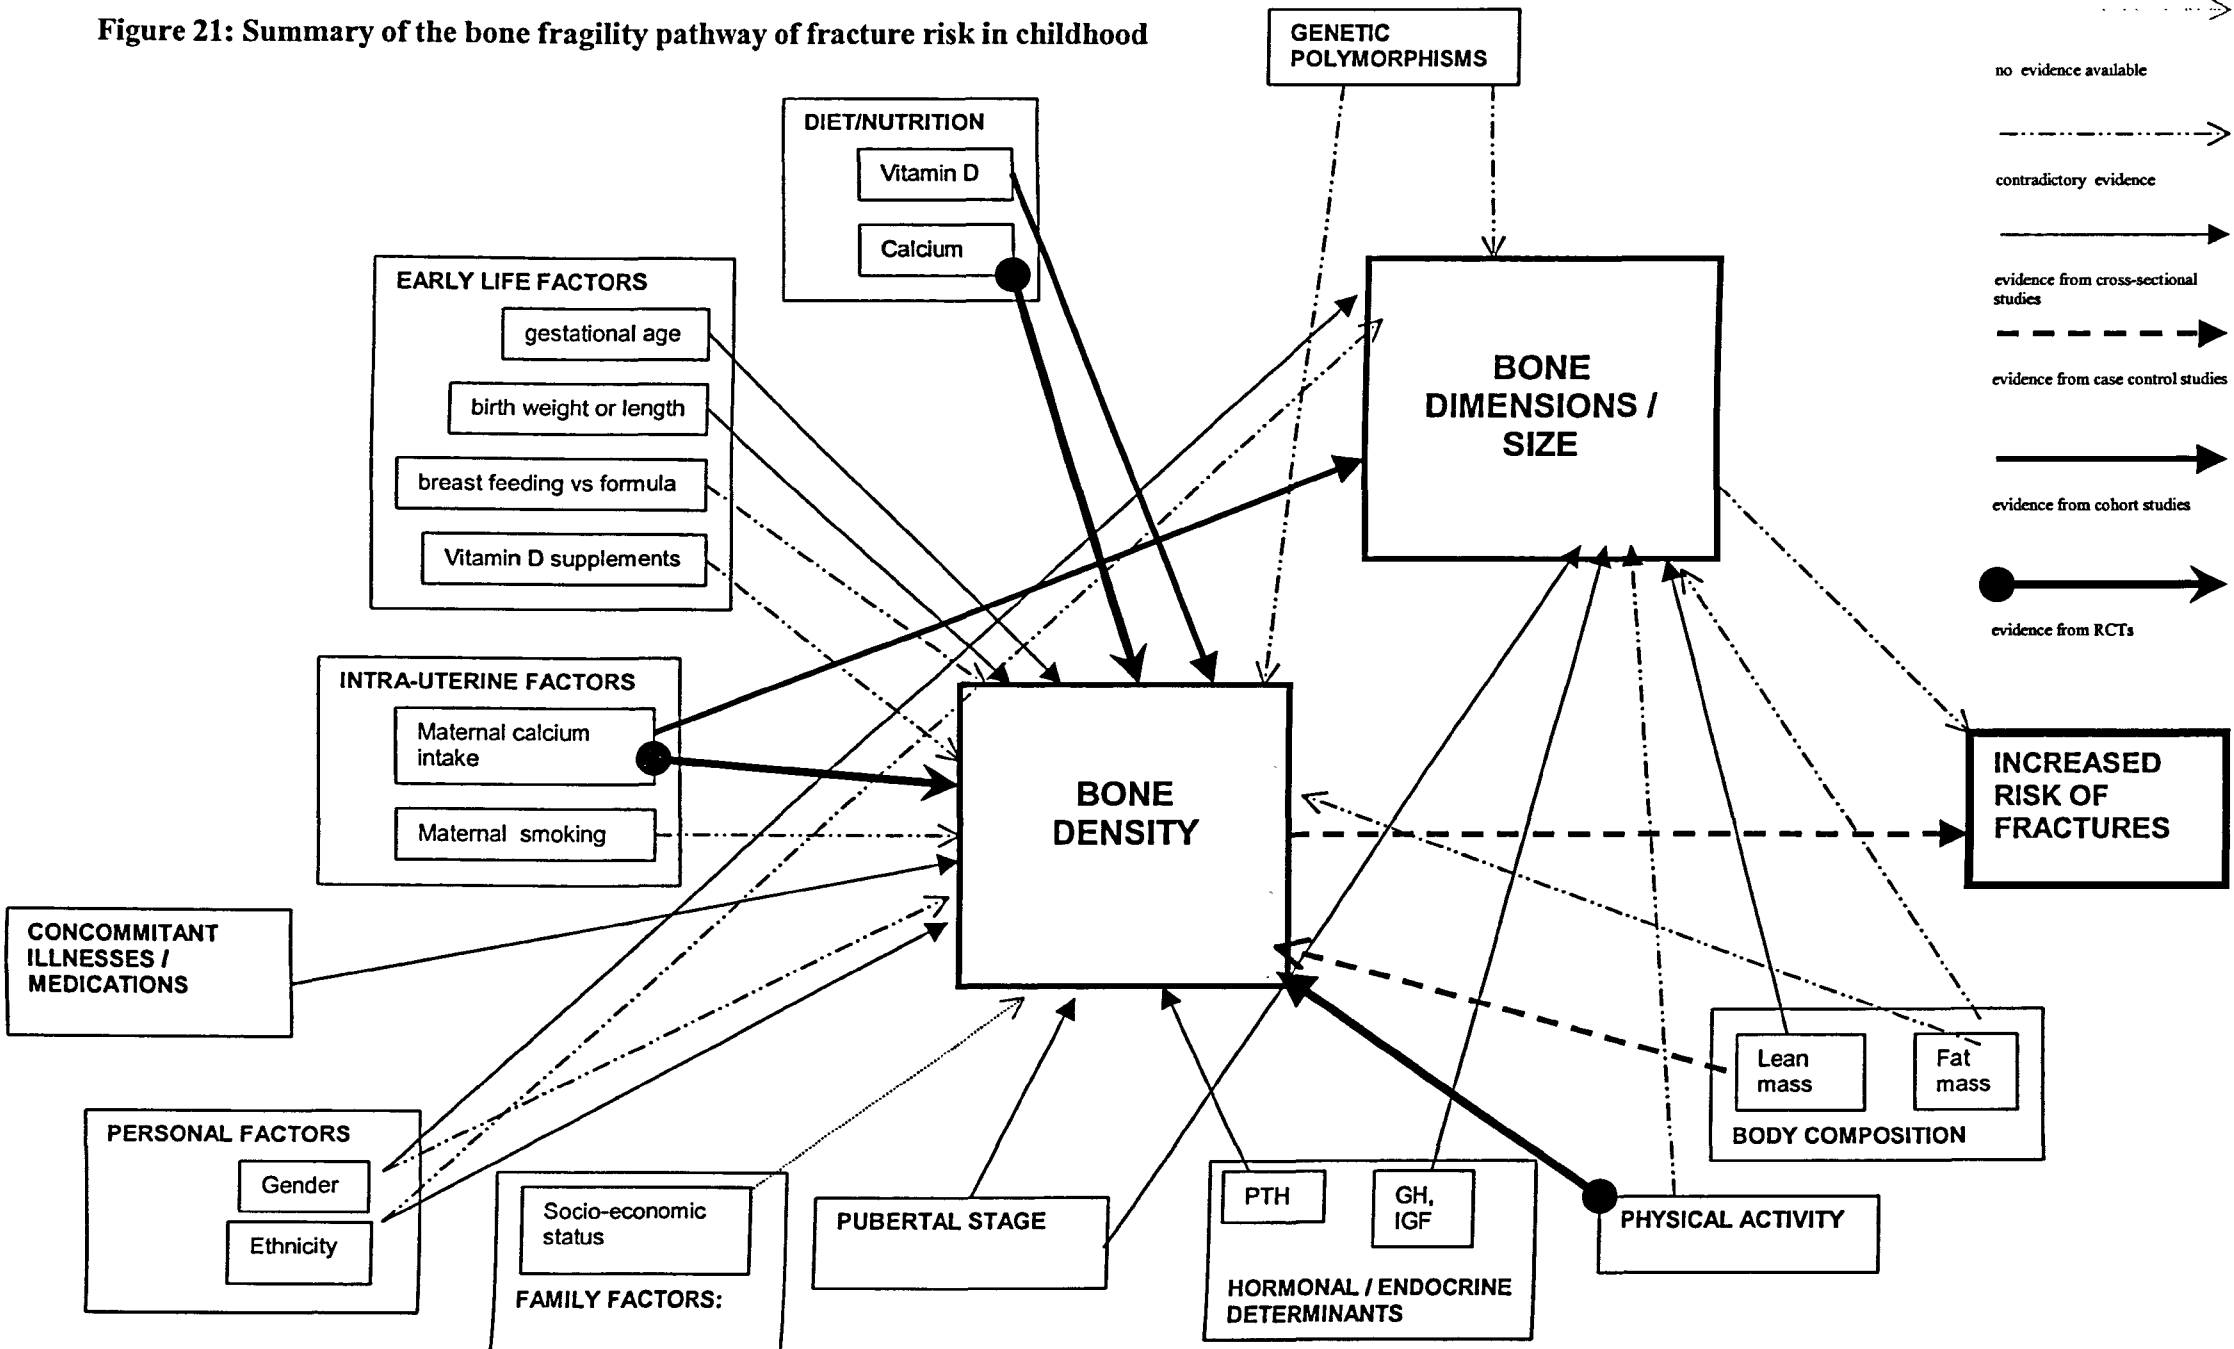 Figure 21: Summary of the bone fragility pathway of fracture risk in childhood
GENETIC
POLYMORPHISMS
no evidence available
contradictory evidence
evidence from cross-sectional
studies
evidence from case control studies
evidence from cohort studies
evidence from RCTs
DIET/NUTRITION
Vitamin D
Calcium
EARLY LIFE FACTORS
gestational age
birth weight or length
breast feeding vs formula
Vitamin D supplements
BONE
DIMENSIONS /
SIZE
INTRA-UTERINE FACTORS
Maternal calcium
intake
Maternal smoking
BONE
DENSITY
INCREASED
RISK OF
FRACTURES
CONCOMMITANT
ILLNESSES /
MEDICATIONS
PERSONAL FACTORS
Gender
Ethnicity
Socio-economic
status
FAMILY FACTORS:
PUBERTAL STAGE
PTH
GH,
IGF
HORMONAL / ENDOCRINE
DETERMINANTS
PHYSICAL ACTIVITY
Lean
mass
Fat
mass
BODY COMPOSITION